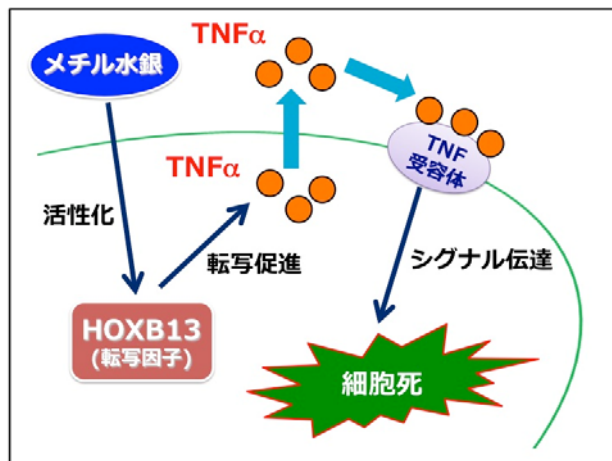 TNFα
メチル水銀
TNF
受容体
TNFα
活性化
転写促進
シグナル伝達
HOXB13
(転写因子)
細胞死